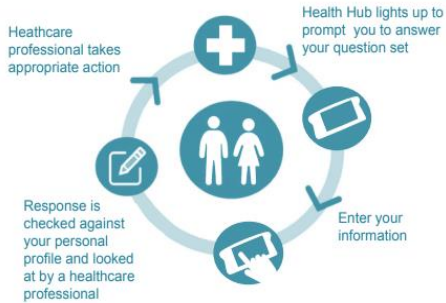 Heathcare
professional takes
appropriate action
Health Hub lights up to
prompt you to answer
your question set
Enter your
information
Response is
checked against
your personal
profile and looked
at by a healthcare
professional